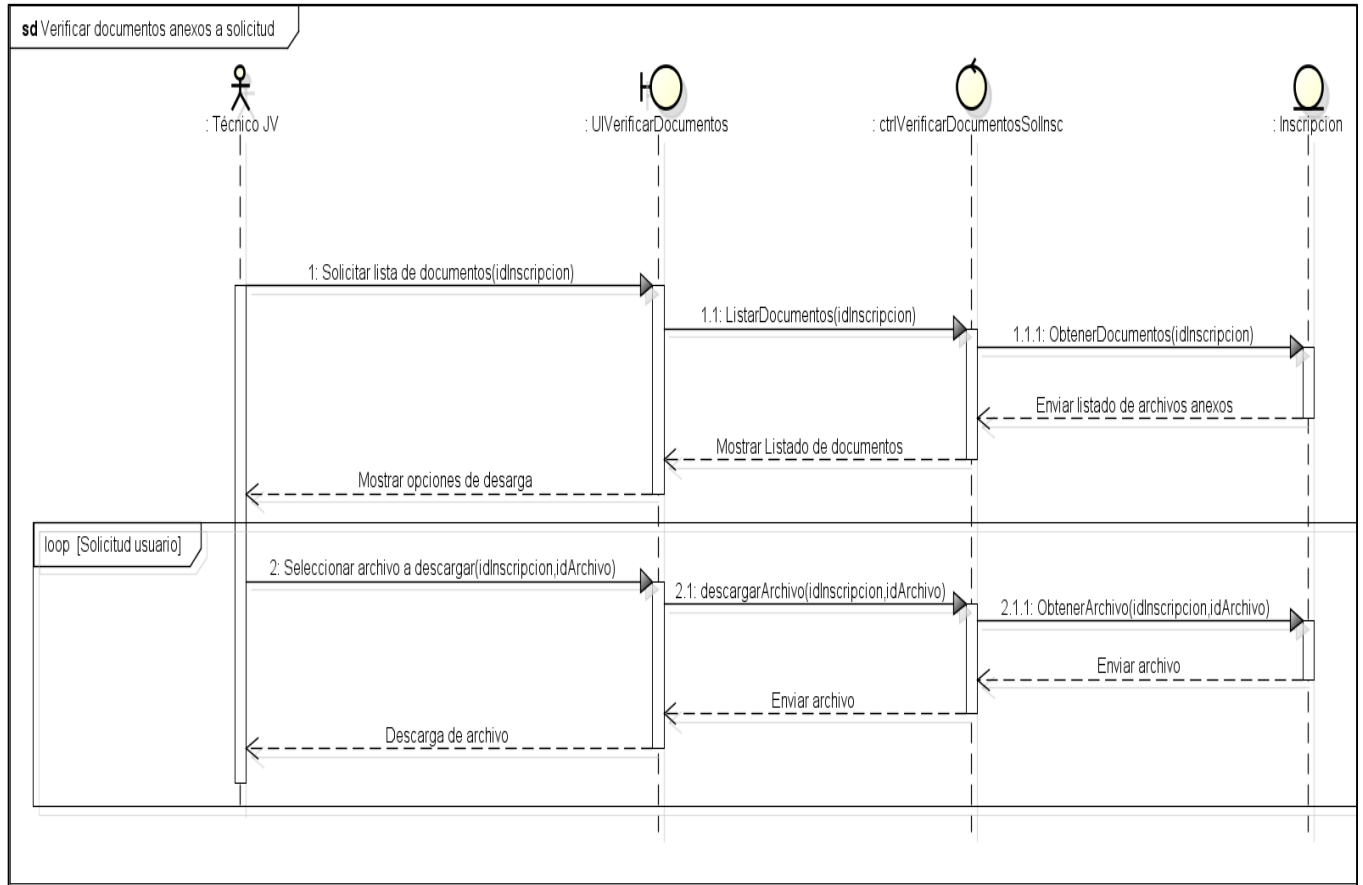 sd Verificar documentos anexos a solicitud
: Técnico JV
: UIVerificarDocumentos
: ctrlVerificarDocumentosSolInsc
: Inscripcion
1: Solicitar lista de documentos(idInscripcion)
1.1: ListarDocumentos(idInscripcion)
1.1.1: ObtenerDocumentos(idInscripcion)
Enviar listado de archivos anexos
Mostrar Listado de documentos
Mostrar opciones de desarga
loop [Solicitud usuario]
2: Seleccionar archivo a descargar(idInscripcion,idArchivo)
2.1: descargarArchivo(idInscripcion,idArchivo)
2.1.1: ObtenerArchivo(idInscripcion,idArchivo)
Enviar archivo
Enviar archivo
Descarga de archivo